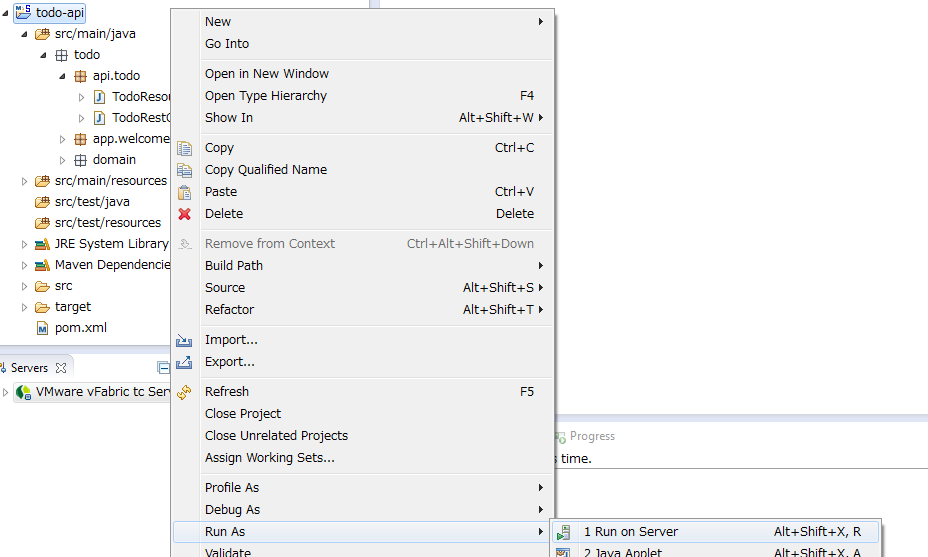 todo-api
src/main/java
todo
api.todo
TodoResou
TodoRest
app.welcome
domain
src/main/resources
src/test/java
src/test/resources
JRE System Library
Maven Dependencie
src
target
pom.xml
Servers
VMware vFabric tc Serv
New
Go Into
Open in New Window
Open Type Hierarchy F4
Show In Alt+Shift+W
Copy Ctrl+C
Copy Qualified Name
Paste Ctrl+V
Delete Delete
Remove from Context Ctrl+Alt+Shift+Down
Build Path
Source Alt+Shift+S
Refactor Alt+Shift+T
Import...
Export...
Refresh F5
Close Project
Close Unrelated Projects
Assign Working Sets...
Profile As
Debug As
Run As
Validate
1 Run on Server Alt+Shift+X, R
2 Java Applet Alt+Shift+X, A
Progress
s time.